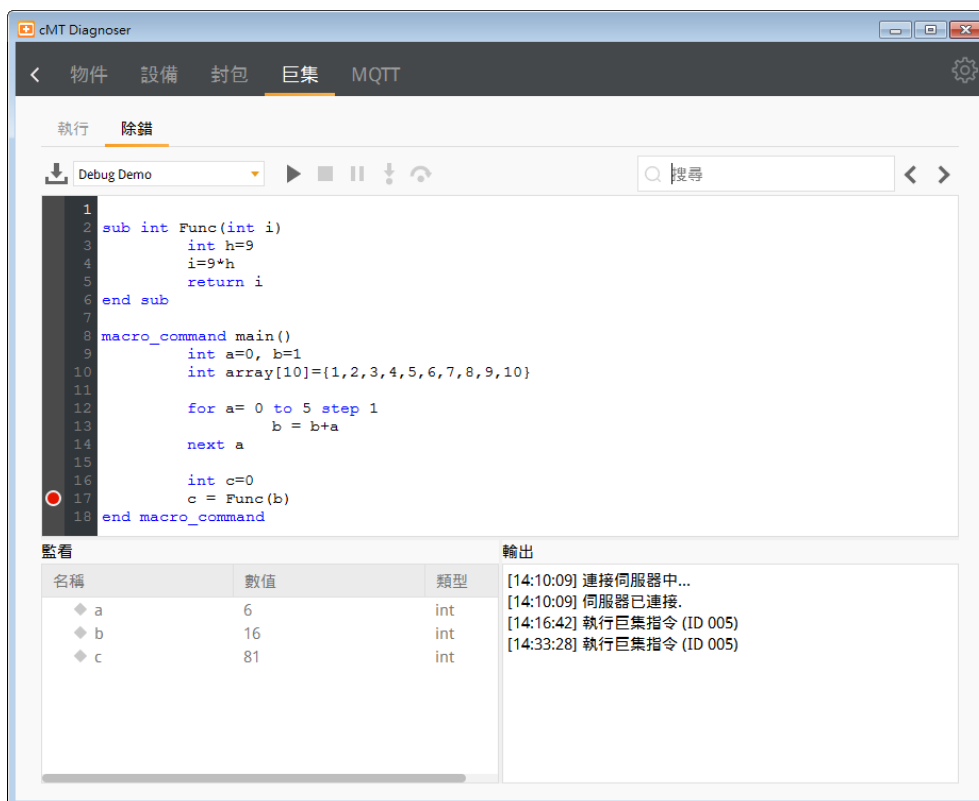 cMT Diagnoser
物件 設備 封包 巨集 MQTT
執行 除錯
Debug Demo 搜尋
1
2 sub int Func(int i)
3 int h=9
4 i=9*h
5 return i
6 end sub
7
8 macro_command main()
9 int a=0, b=1
10 int array[10]={1,2,3,4,5,6,7,8,9,10}
11
12 for a= 0 to 5 step 1
13 b = b+a
14 next a
15
16 int c=0
17 c = Func(b)
18 end macro_command
監看
名稱 數值 類型
a 6 int
b 16 int
c 81 int
輸出
[14:10:09] 連接伺服器中...
[14:10:09] 伺服器已連接.
[14:16:42] 執行巨集指令 (ID 005)
[14:33:28] 執行巨集指令 (ID 005)